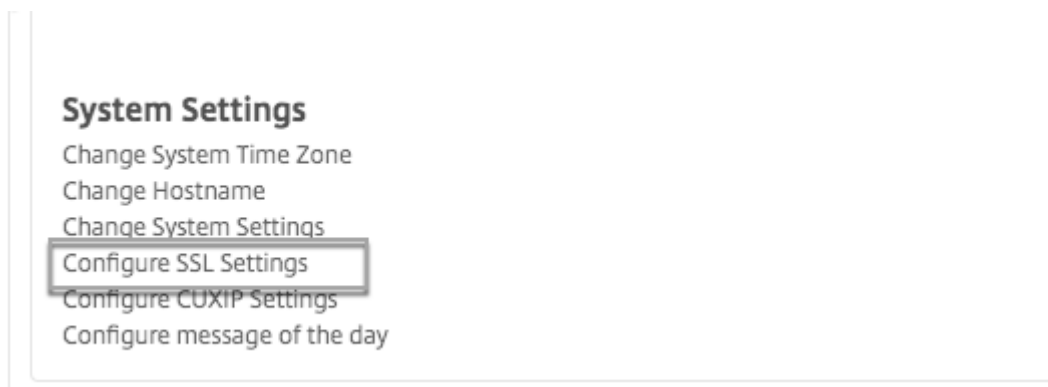 System Settings
Change System Time Zone
Change Hostname
Change System Settings
Configure SSL Settings
Configure CUXIP Settings
Configure message of the day